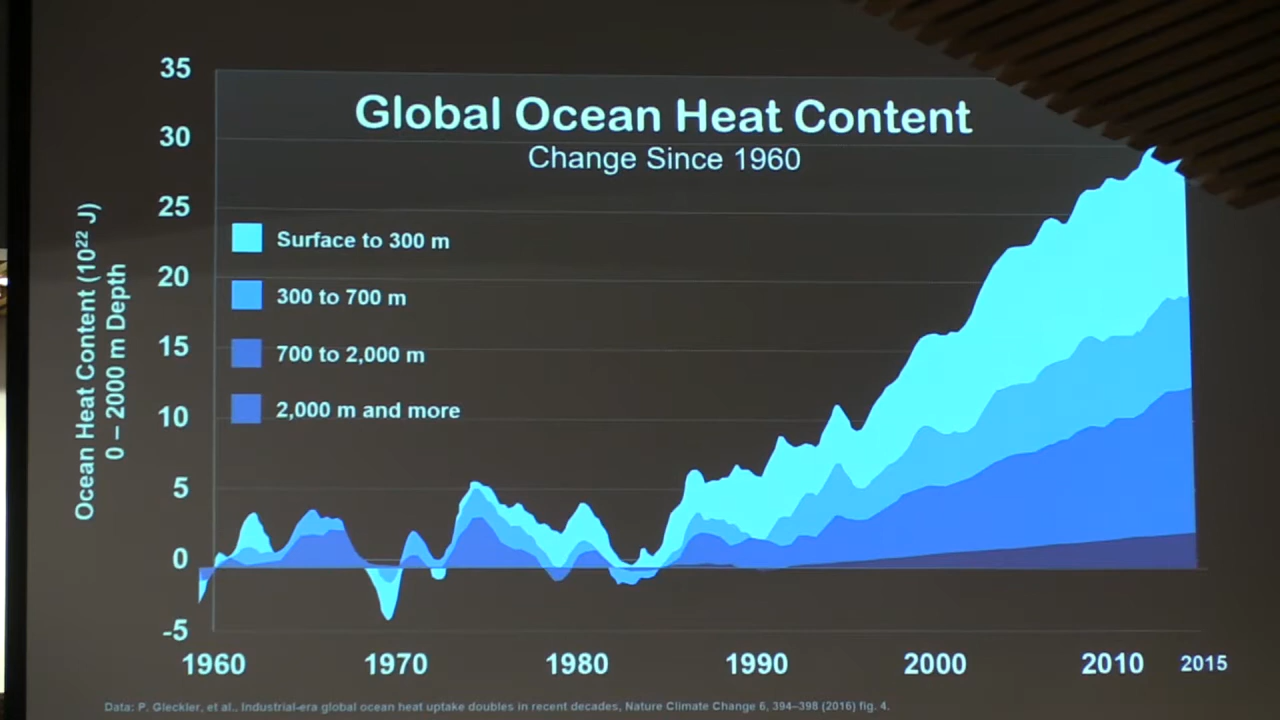 Global Ocean Heat Content
Change Since 1960
Ocean Heat Content (10²² J)
0 – 2000 m Depth
35
30
25
20
15
10
5
0
-5
Surface to 300 m
300 to 700 m
700 to 2,000 m
2,000 m and more
1960 1970 1980 1990 2000 2010 2015
Data: P. Gleckler, et al., Industrial-era global ocean heat uptake doubles in recent decades, Nature Climate Change 6, 394–398 (2016) fig. 4.